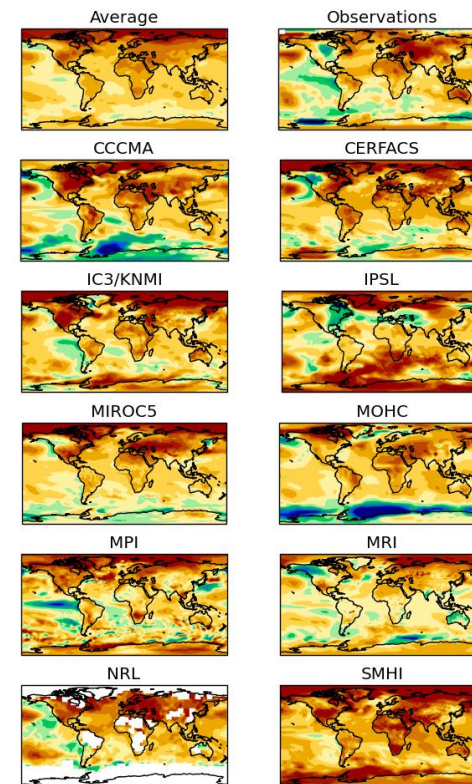 Average
Observations
CCCMA
CERFACS
IC3/KNMI
IPSL
MIROC5
MOHC
MPI
MRI
NRL
SMHI